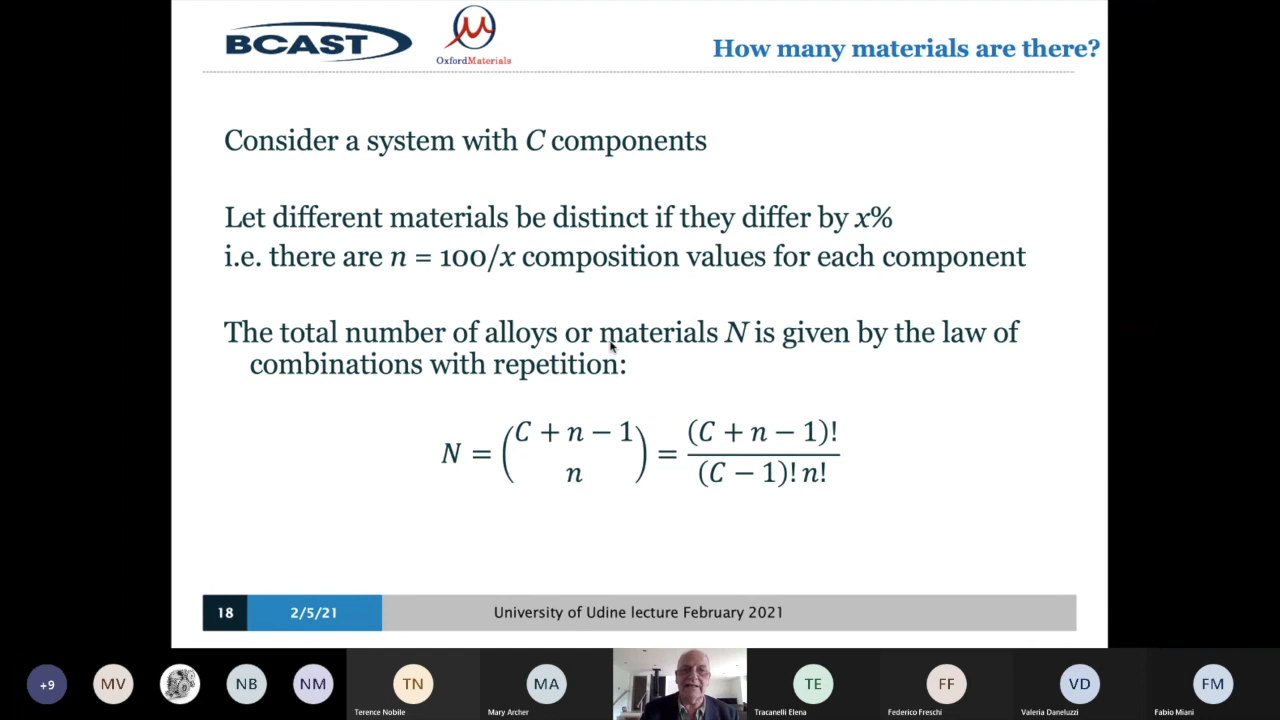 BCAST
OxfordMaterials
How many materials are there?
Consider a system with C components
Let different materials be distinct if they differ by x%
i.e. there are n = 100/x composition values for each component
The total number of alloys or materials N is given by the law of
combinations with repetition:
N = (C + n − 1 n) = (C + n − 1)! / (C − 1)! n!
18
2/5/21
University of Udine lecture February 2021
+9
MV
NB
NM
TN
MA
TE
FF
VD
FM
Terence Nobile
Mary Archer
Tracanelli Elena
Federico Freschi
Valeria Daneluzzi
Fabio Miani